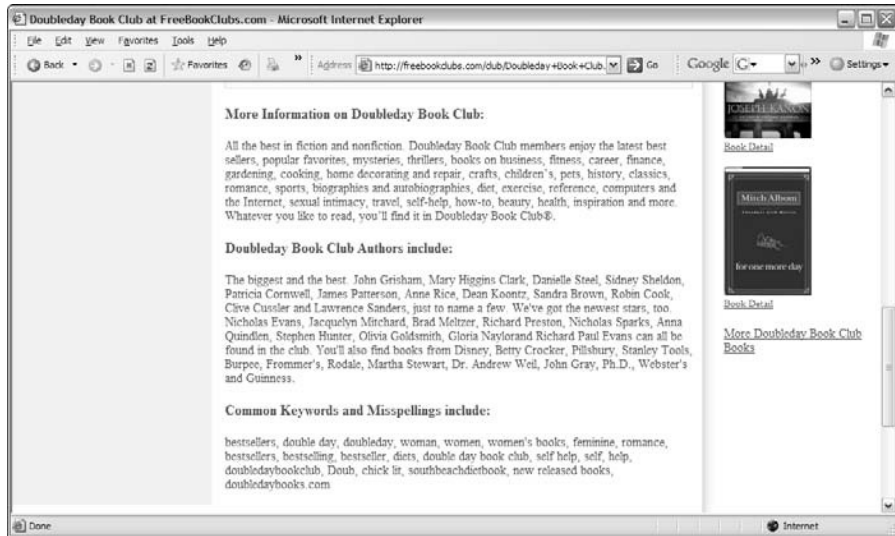 Doubleday Book Club at FreeBookClubs.com - Microsoft Internet Explorer
File Edit View Favorites Tools Help
Back Favorites Address http://freebookclubs.com/club/Doubleday+Book+Club. Go Google G Settings
More Information on Doubleday Book Club:
All the best in fiction and nonfiction. Doubleday Book Club members enjoy the latest best
sellers, popular favorites, mysteries, thrillers, books on business, fitness, career, finance,
gardening, cooking, home decorating and repair, crafts, children's, pets, history, classics,
romance, sports, biographies and autobiographies, diet, exercise, reference, computers and
the Internet, sexual intimacy, travel, self-help, how-to, beauty, health, inspiration and more.
Whatever you like to read, you'll find it in Doubleday Book Club®.
Doubleday Book Club Authors include:
The biggest and the best. John Grisham, Mary Higgins Clark, Danielle Steel, Sidney Sheldon,
Patricia Cornwell, James Patterson, Anne Rice, Dean Koontz, Sandra Brown, Robin Cook,
Clive Cussler and Lawrence Sanders, just to name a few. We've got the newest stars, too.
Nicholas Evans, Jacquelyn Mitchard, Brad Meltzer, Richard Preston, Nicholas Sparks, Anna
Quindlen, Stephen Hunter, Olivia Goldsmith, Gloria Naylorand Richard Paul Evans can all be
found in the club. You'll also find books from Disney, Betty Crocker, Pillsbury, Stanley Tools,
Burpee, Frommer's, Rodale, Martha Stewart, Dr. Andrew Weil, John Gray, Ph.D., Webster's
and Guinness.
Common Keywords and Misspellings include:
bestsellers, double day, doubleday, woman, women, women's books, feminine, romance,
bestsellers, bestselling, bestseller, diets, double day book club, self help, self, help,
doubledaybookclub, Doub, chick lit, southbeachdietbook, new released books,
doubledaybooks.com
JOSEPH KANON
Book Detail
Mitch Albom
for one more day
Book Detail
More Doubleday Book Club
Books
Done Internet